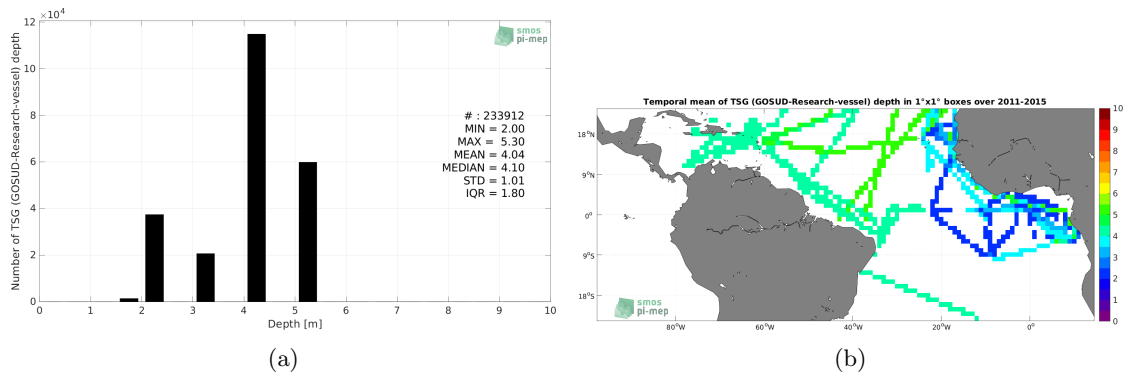 ×10⁴
12
10
8
6
4
2
0
Number of TSG (GOSUD-Research-vessel) depth
smos
pi-mep
# : 233912
MIN = 2.00
MAX = 5.30
MEAN = 4.04
MEDIAN = 4.10
STD = 1.01
IQR = 1.80
0 1 2 3 4 5 6 7 8 9 10
Depth [m]
(a)
Temporal mean of TSG (GOSUD-Research-vessel) depth in 1°x1° boxes over 2011-2015
18°N
9°N
0°
9°S
18°S
smos
pi-mep
80°W 60°W 40°W 20°W 0°
10
9
8
7
6
5
4
3
2
1
0
(b)